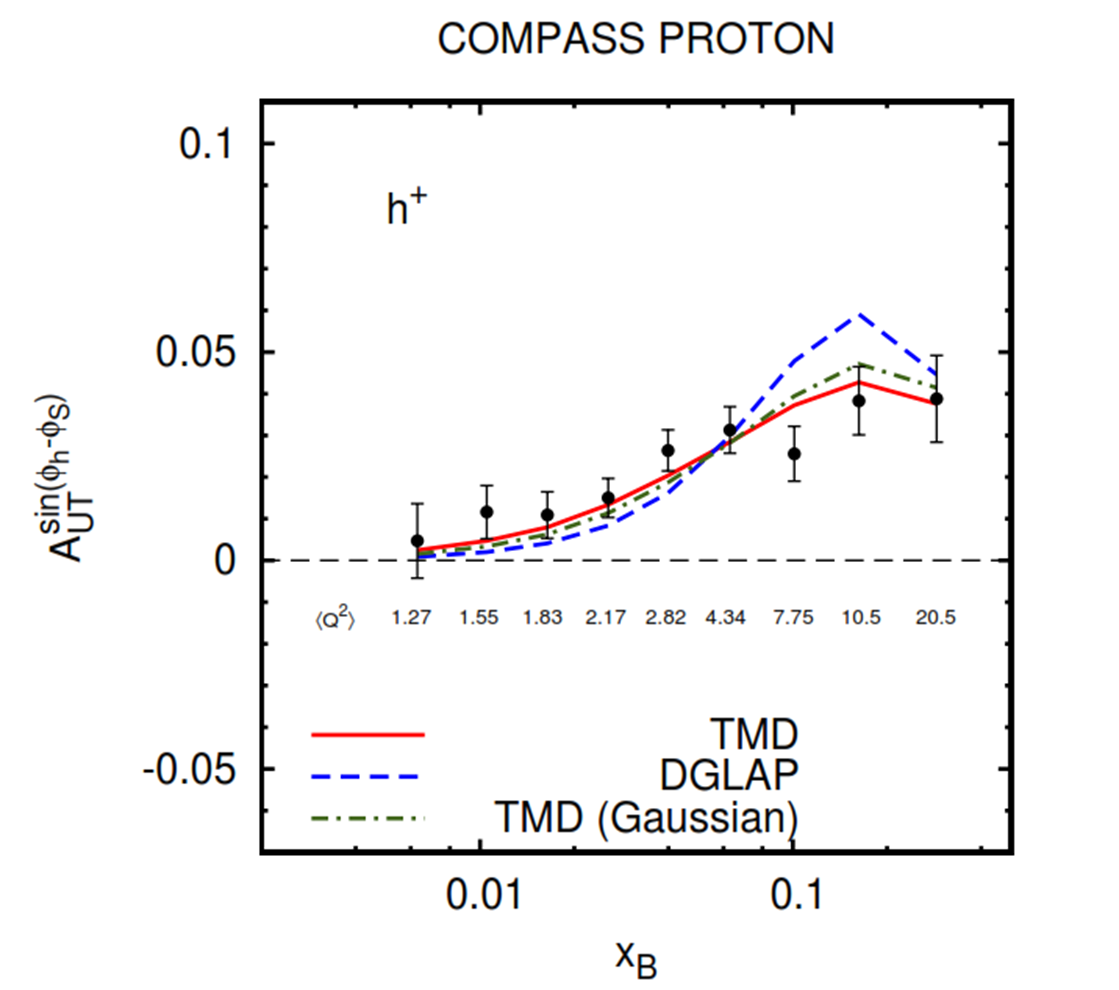 COMPASS PROTON
0.1
h+
0.05
A_UT^sin(ϕh-ϕS)
0
⟨Q2⟩ 1.27 1.55 1.83 2.17 2.82 4.34 7.75 10.5 20.5
TMD
-0.05
DGLAP
TMD (Gaussian)
0.01 0.1
xB